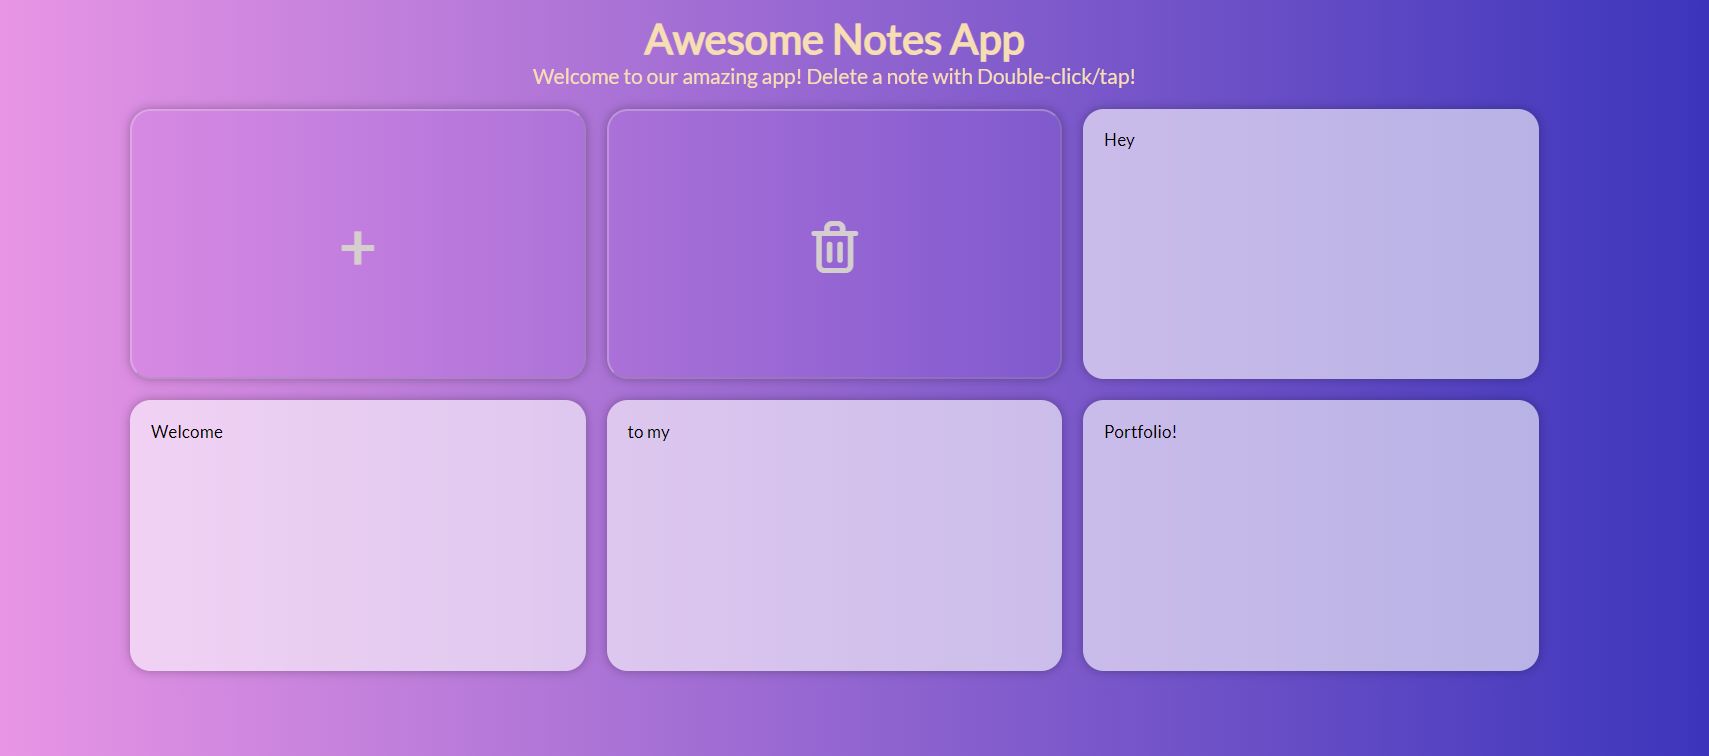 Awesome Notes App
Welcome to our amazing app! Delete a note with Double-click/tap!
+
Hey
Welcome
to my
Portfolio!